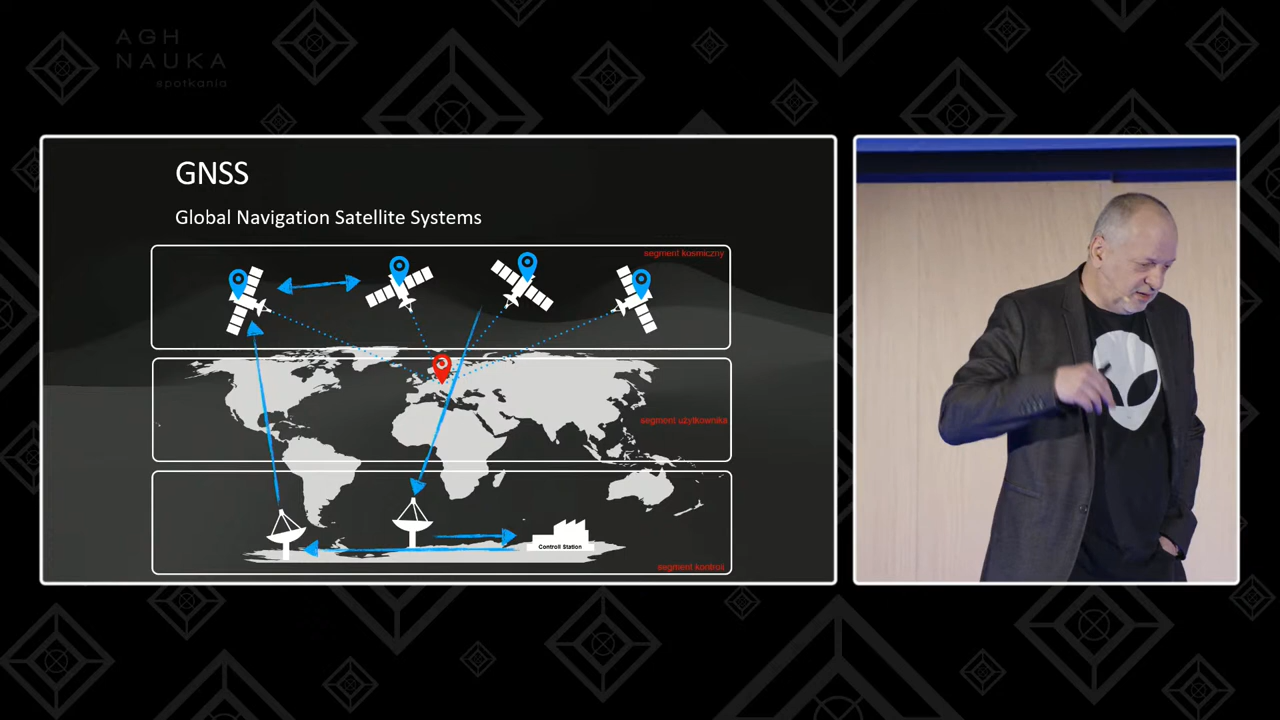 AGH
NAUKA
spotkania
GNSS
Global Navigation Satellite Systems
segment kosmiczny
segment użytkownika
Controll Station
segment kontroli